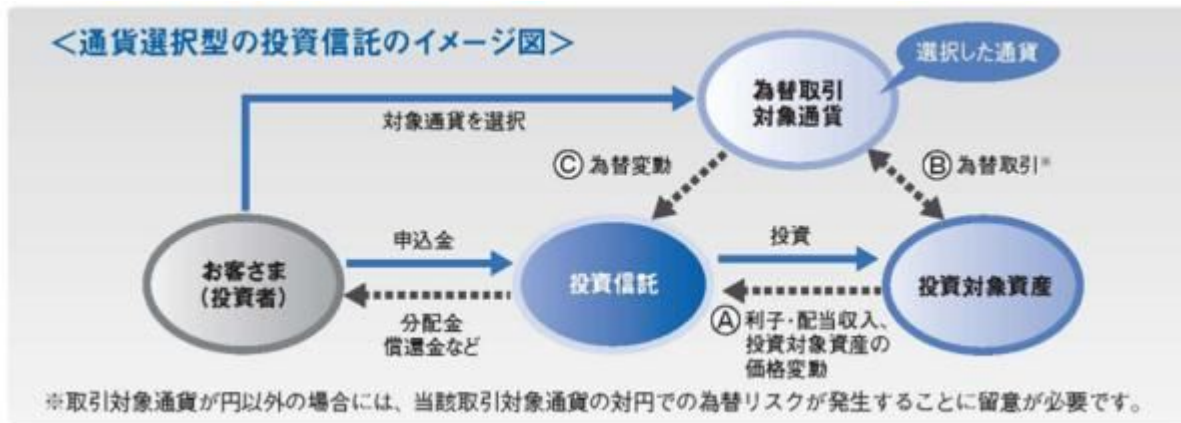 ＜通貨選択型の投資信託のイメージ図＞
選択した通貨
為替取引
対象通貨
対象通貨を選択
Ⓒ 為替変動
Ⓑ 為替取引※
申込金
投資
お客さま
（投資者）
投資信託
投資対象資産
分配金
償還金など
Ⓐ 利子・配当収入、
投資対象資産の
価格変動
※取引対象通貨が円以外の場合には、当該取引対象通貨の対円での為替リスクが発生することに留意が必要です。